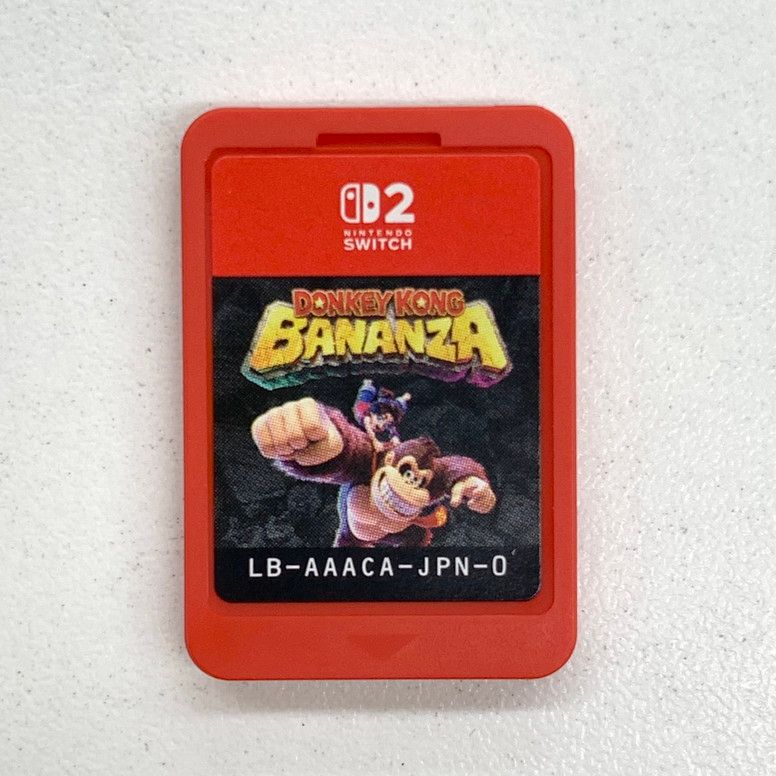 2
NINTENDO
SWITCH
DONKEY KONG
BANANZA
LB-AAACA-JPN-0